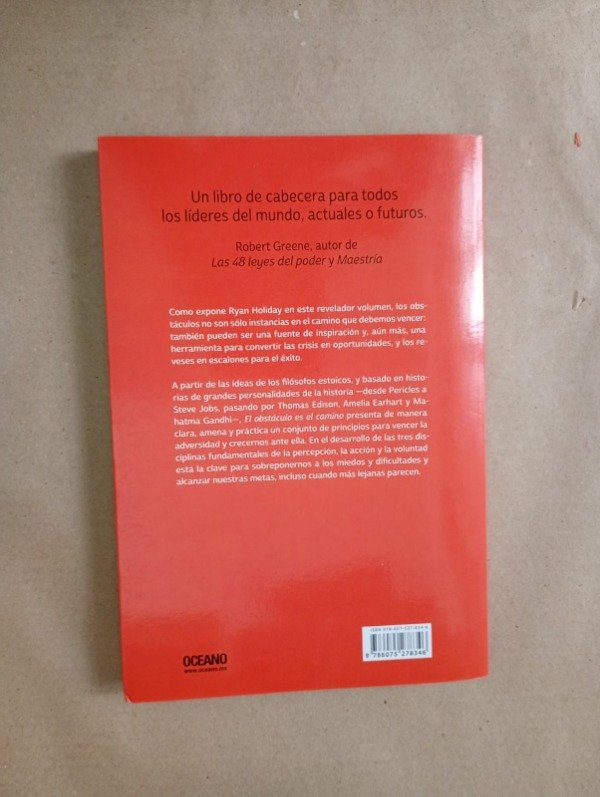 Un libro de cabecera para todos
los líderes del mundo, actuales o futuros.
Robert Greene, autor de
Las 48 leyes del poder y Maestría
Como expone Ryan Holiday en este revelador volumen, los obs-
táculos no son sólo instancias en el camino que debemos vencer:
también pueden ser una fuente de inspiración y, aún más, una
herramienta para convertir las crisis en oportunidades, y los re-
veses en escalones para el éxito.
A partir de las ideas de los filósofos estoicos, y basado en histo-
rias de grandes personalidades de la historia —desde Pericles a
Steve Jobs, pasando por Thomas Edison, Amelia Earhart y Ma-
hatma Gandhi—, El obstáculo es el camino presenta de manera
clara, amena y práctica un conjunto de principios para vencer la
adversidad y crecernos ante ella. En el desarrollo de las tres dis-
ciplinas fundamentales de la percepción, la acción y la voluntad
está la clave para sobreponernos a los miedos y dificultades y
alcanzar nuestras metas, incluso cuando más lejanas parecen.
ISBN 978-607-527-834-6
9 786075 278346
OCEANO
www.oceano.mx